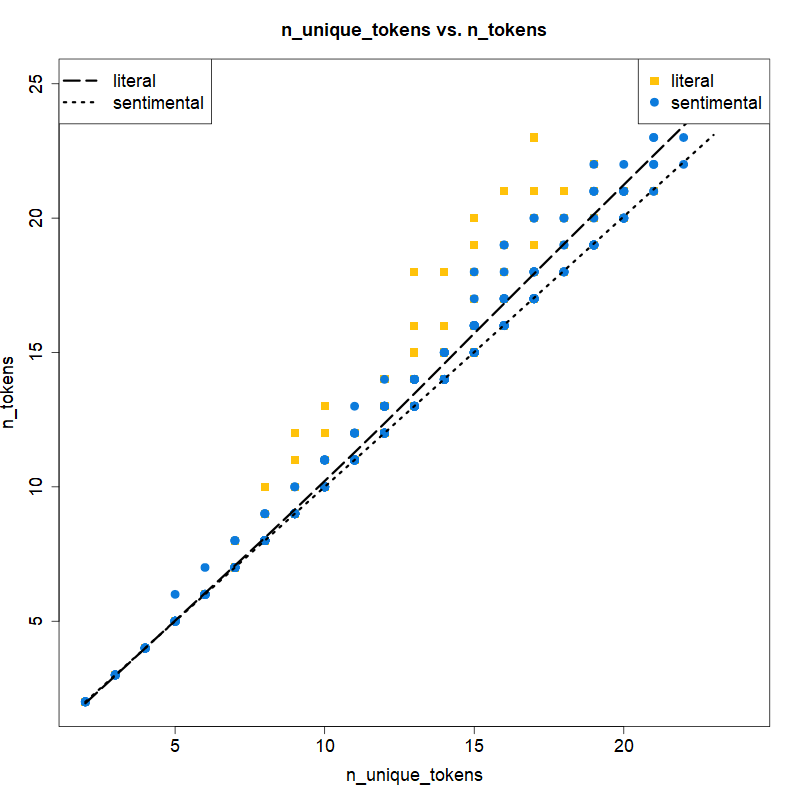 n_unique_tokens vs. n_tokens
literal
sentimental
literal
sentimental
n_tokens
25
20
15
10
5
5
10
15
20
n_unique_tokens